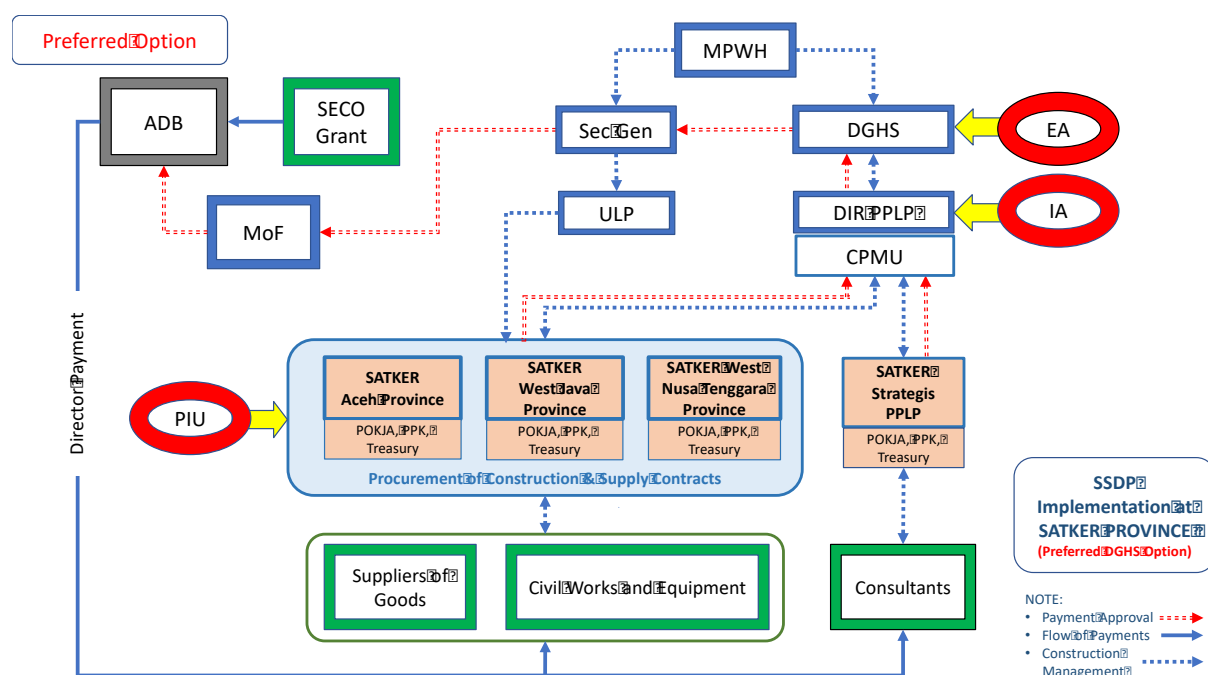 Preferred Option
MPWH
ADB
SECO
Grant
Sec Gen
DGHS
EA
MoF
ULP
DIR PPLP
IA
CPMU
Director Payment
PIU
SATKER
Aceh Province
POKJA, PPK,
Treasury
SATKER
West Java
Province
POKJA, PPK,
Treasury
SATKER West
Nusa Tenggara
Province
POKJA, PPK,
Treasury
Procurement of Construction & Supply Contracts
SATKER
Strategis
PPLP
POKJA, PPK,
Treasury
Suppliers of
Goods
Civil Works and Equipment
Consultants
SSDP
Implementation at
SATKER PROVINCE
(Preferred DGHS Option)
NOTE:
• Payment Approval
• Flow of Payments
• Construction
Management